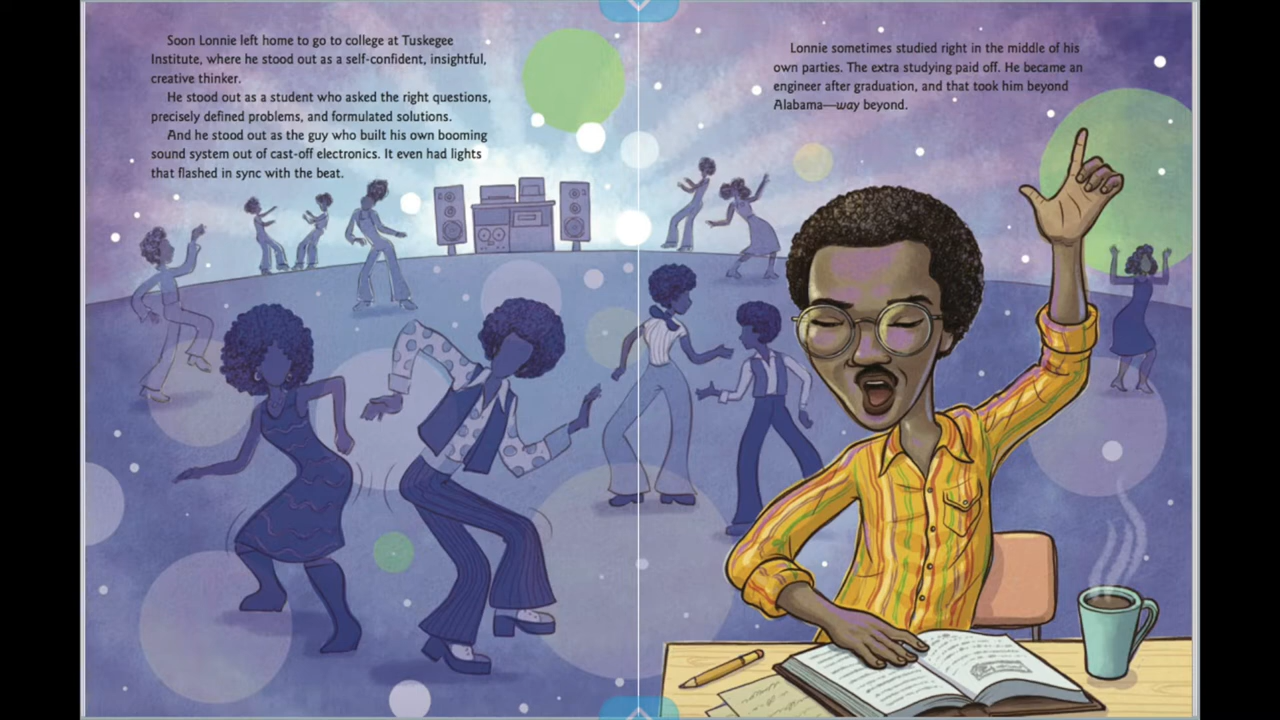 Soon Lonnie left home to go to college at Tuskegee
Institute, where he stood out as a self-confident, insightful,
creative thinker.
He stood out as a student who asked the right questions,
precisely defined problems, and formulated solutions.
And he stood out as the guy who built his own booming
sound system out of cast-off electronics. It even had lights
that flashed in sync with the beat.
Lonnie sometimes studied right in the middle of his
own parties. The extra studying paid off. He became an
engineer after graduation, and that took him beyond
Alabama—way beyond.